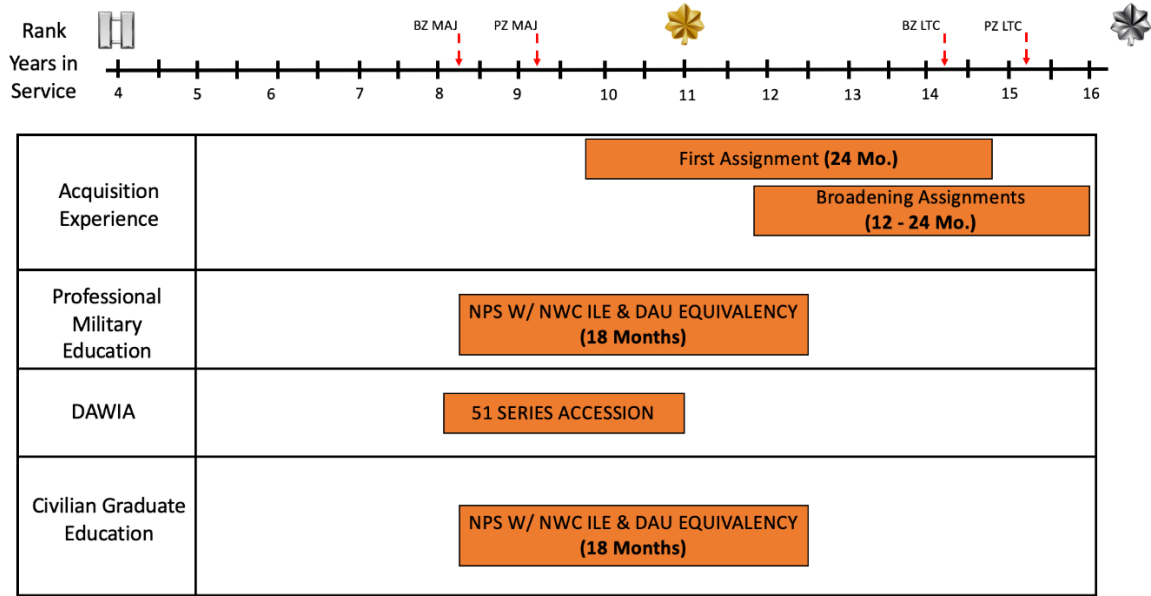 Rank
BZ MAJ
PZ MAJ
BZ LTC
PZ LTC
Years in
Service
4 5 6 7 8 9 10 11 12 13 14 15 16
Acquisition
Experience
First Assignment (24 Mo.)
Broadening Assignments
(12 - 24 Mo.)
Professional
Military
Education
NPS W/ NWC ILE & DAU EQUIVALENCY
(18 Months)
DAWIA
51 SERIES ACCESSION
Civilian Graduate
Education
NPS W/ NWC ILE & DAU EQUIVALENCY
(18 Months)